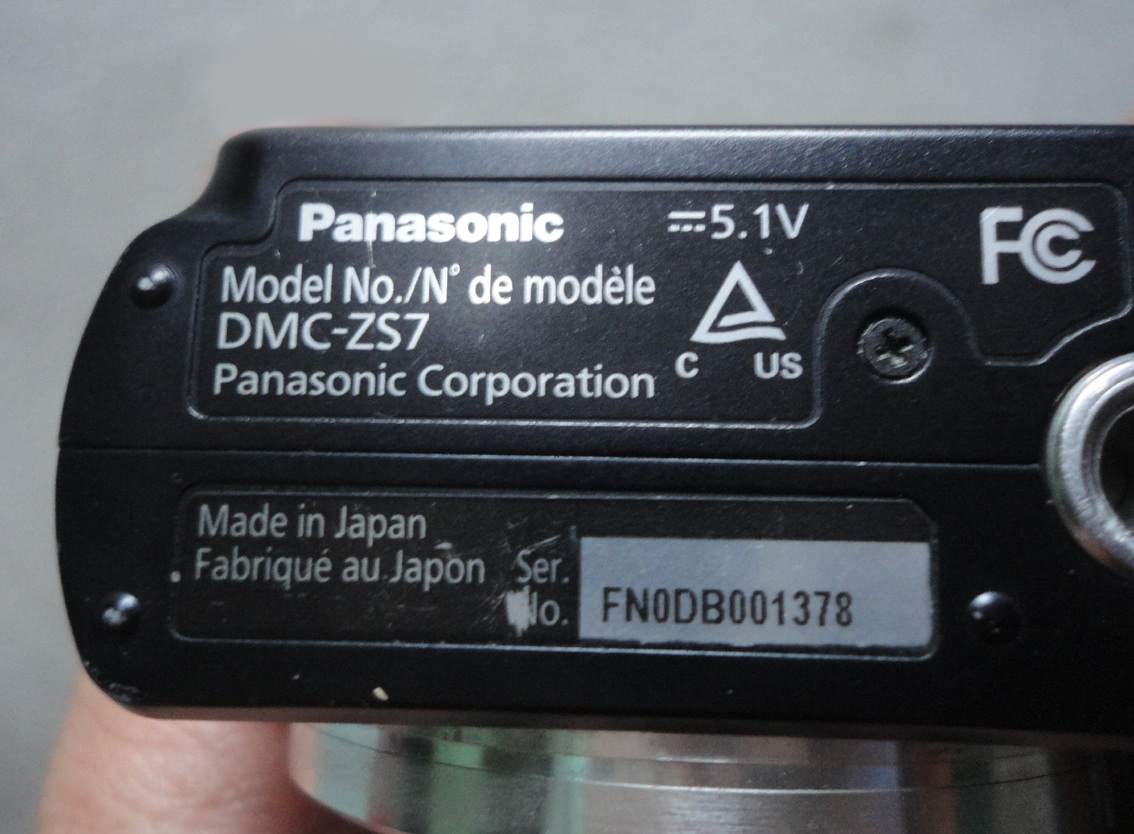 Panasonic
⎓5.1V
FC
Model No./N° de modèle
DMC-ZS7
Panasonic Corporation
C US
Made in Japan
Fabriqué au Japon
Ser.
No.
FN0DB001378